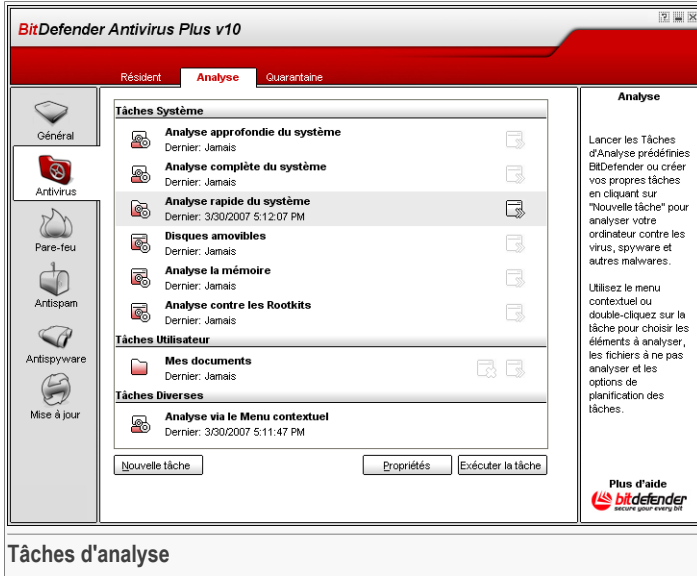 BitDefender Antivirus Plus v10
Résident Analyse Quarantaine
Général
Antivirus
Pare-feu
Antispam
Antispyware
Mise à jour
Tâches Système
Analyse approfondie du système
Dernier: Jamais
Analyse complète du système
Dernier: Jamais
Analyse rapide du système
Dernier: 3/30/2007 5:12:07 PM
Disques amovibles
Dernier: Jamais
Analyse la mémoire
Dernier: Jamais
Analyse contre les Rootkits
Dernier: Jamais
Tâches Utilisateur
Mes documents
Dernier: Jamais
Tâches Diverses
Analyse via le Menu contextuel
Dernier: 3/30/2007 5:11:47 PM
Nouvelle tâche Propriétés Exécuter la tâche
Analyse
Lancer les Tâches
d'Analyse prédéfinies
BitDefender ou créer
vos propres tâches
en cliquant sur
"Nouvelle tâche" pour
analyser votre
ordinateur contre les
virus, spyware et
autres malwares.
Utilisez le menu
contextuel ou
double-cliquez sur la
tâche pour choisir les
éléments à analyser,
les fichiers à ne pas
analyser et les
options de
planification des
tâches.
Plus d'aide
bitdefender
secure your every bit
Tâches d'analyse